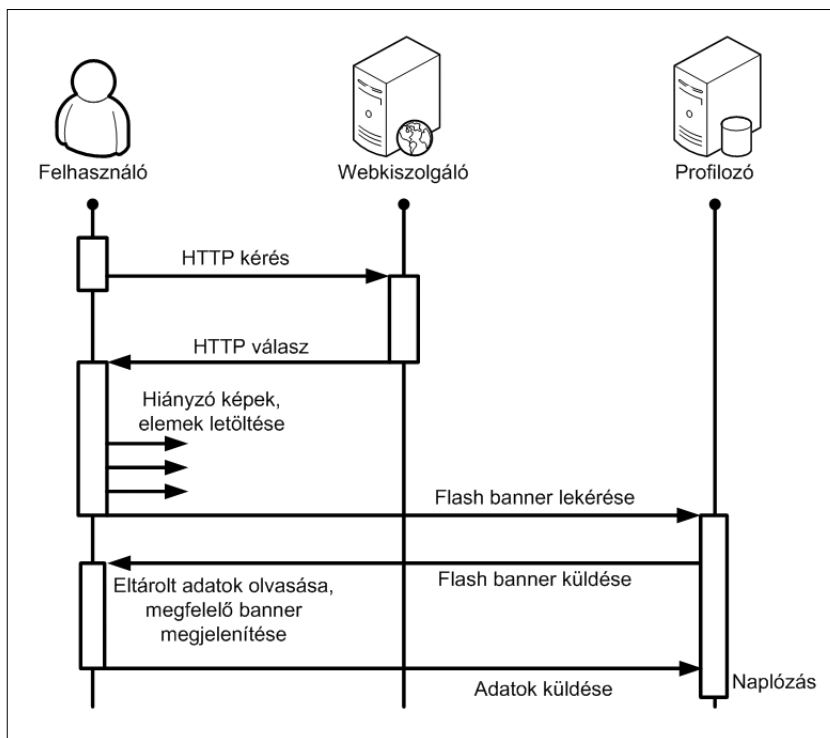 Felhasználó
Webkiszolgáló
Profilozó
HTTP kérés
HTTP válasz
Hiányzó képek,
elemek letöltése
Flash banner lekérése
Flash banner küldése
Eltárolt adatok olvasása,
megfelelő banner
megjelenítése
Adatok küldése
Naplózás